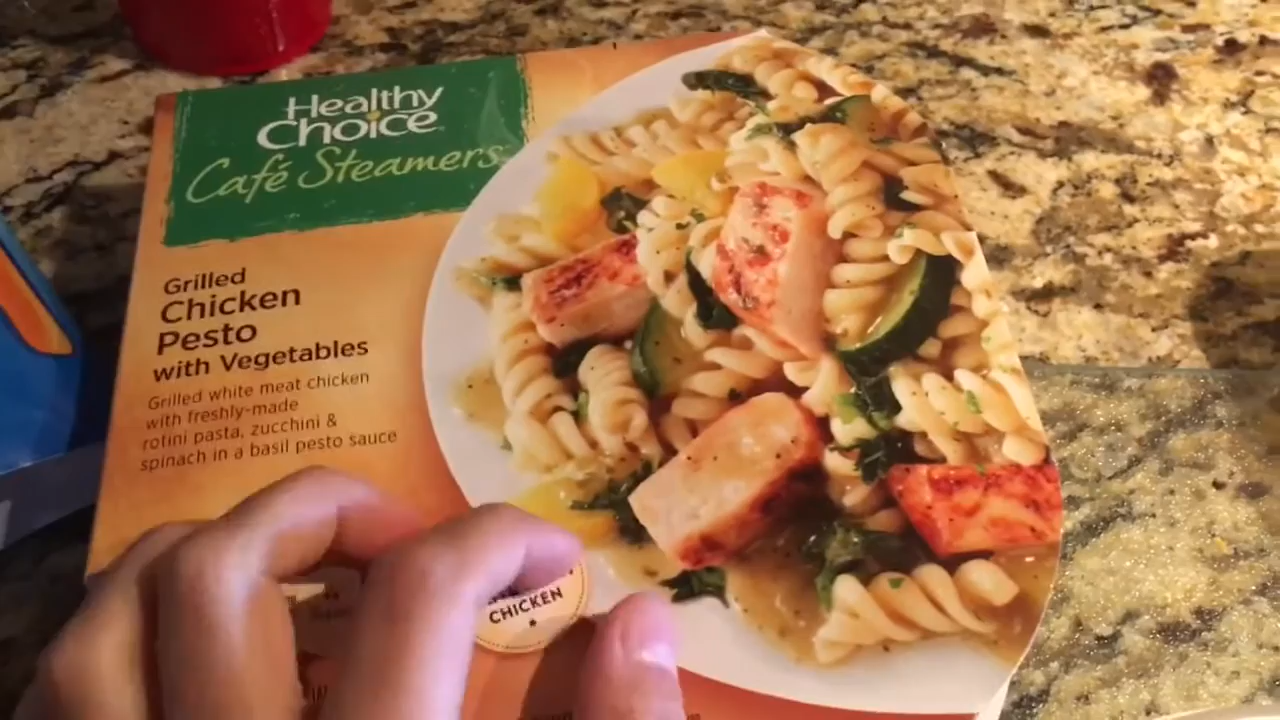 Healthy
Choice
Café Steamers
Grilled
Chicken
Pesto
with Vegetables
Grilled white meat chicken
with freshly-made
rotini pasta, zucchini &
spinach in a basil pesto sauce
CHICKEN